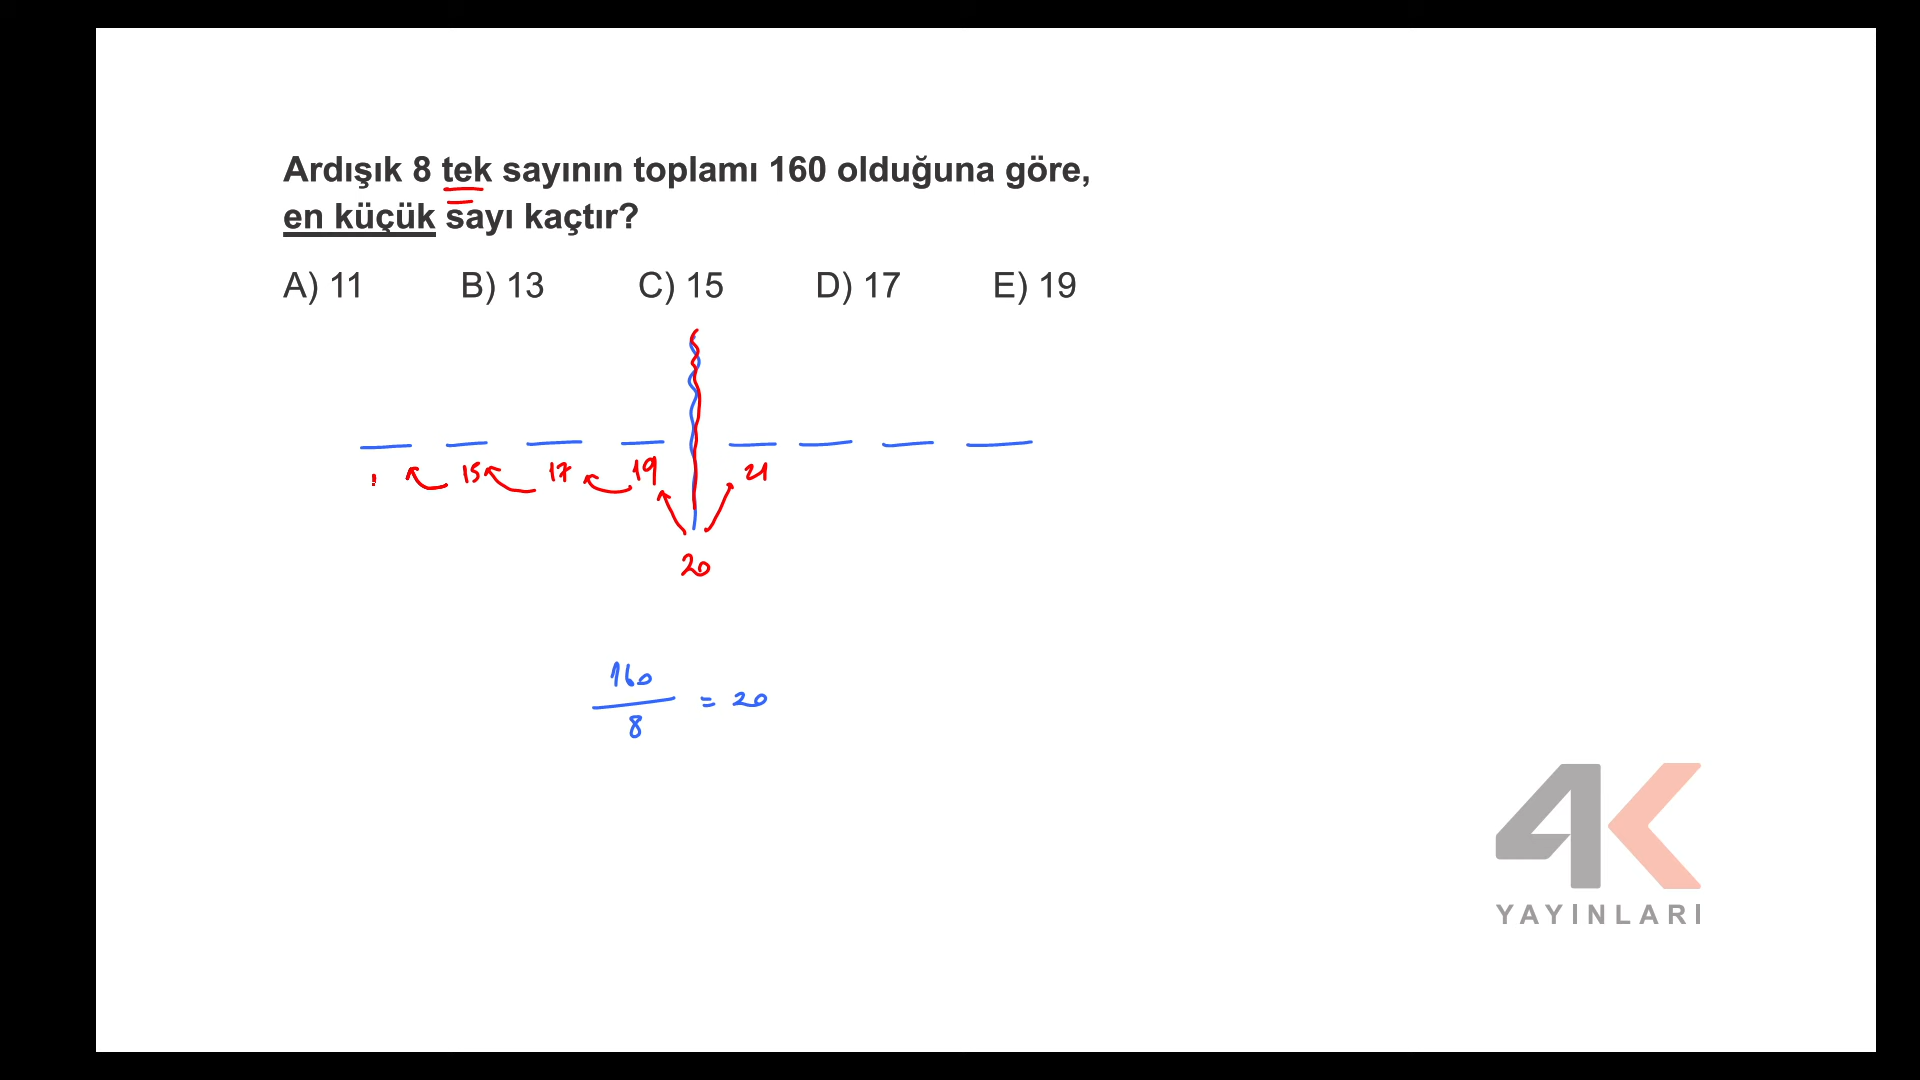 Ardışık 8 tek sayının toplamı 160 olduğuna göre,
en küçük sayı kaçtır?
A) 11 B) 13 C) 15 D) 17 E) 19
15 17 19 21
20
160
8
= 20
4K
YAYINLARI